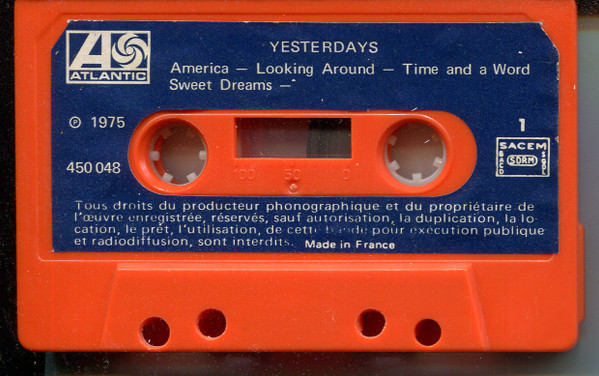 ATLANTIC
YESTERDAYS
America – Looking Around – Time and a Word
Sweet Dreams –
℗ 1975
450 048
1
SACEM
SACD SDRM SGDL
100 50 0
Tous droits du producteur phonographique et du propriétaire de
l'œuvre enregistrée, réservés, sauf autorisation, la duplication, la lo-
cation, le prêt, l'utilisation, de cette bande pour exécution publique
et radiodiffusion, sont interdits. Made in France